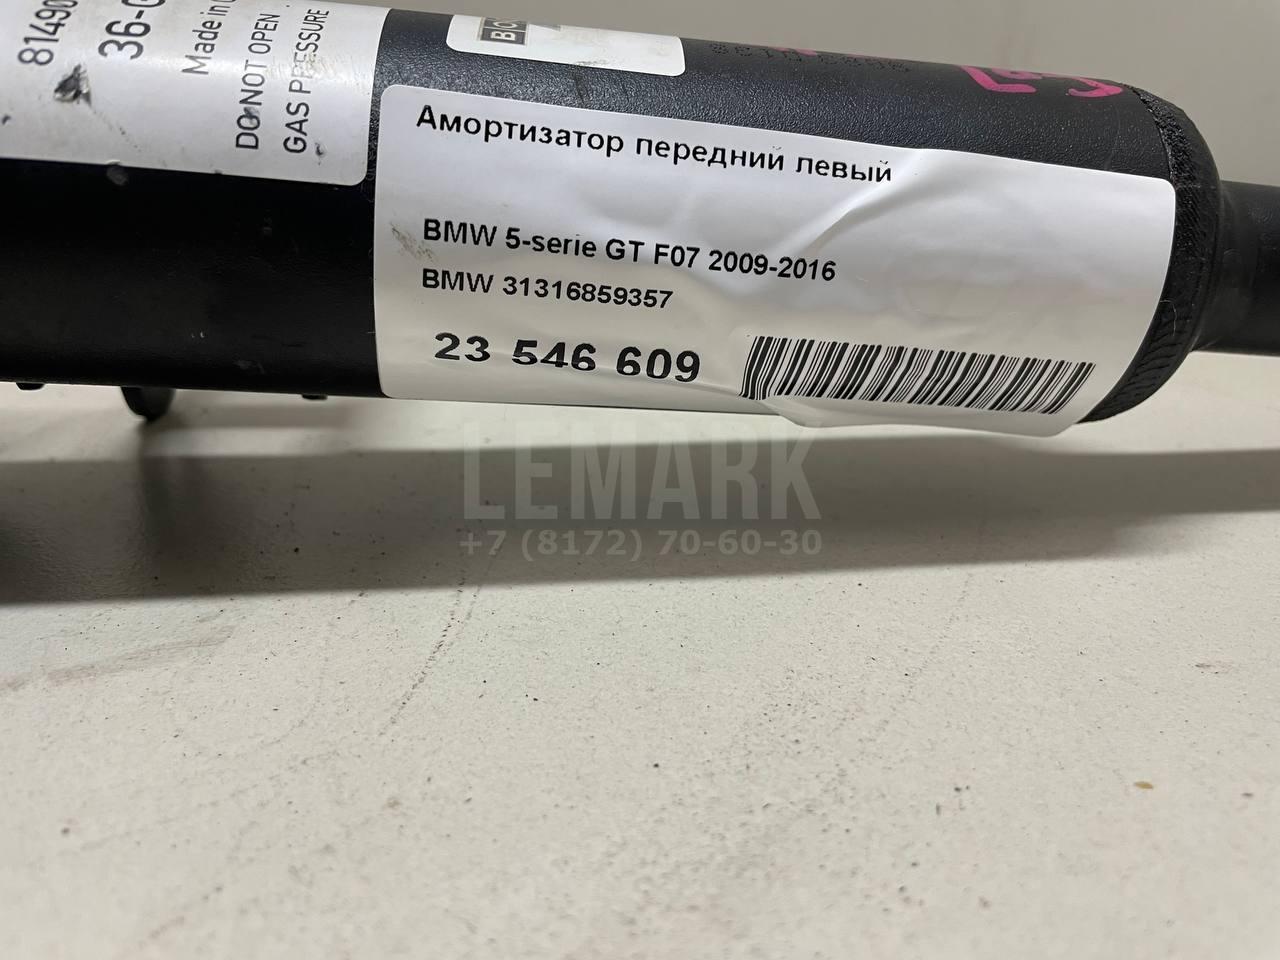 81490
36-G
Made in
DO NOT OPEN
GAS PRESSURE
Амортизатор передний левый
BMW 5-serie GT F07 2009-2016
BMW 31316859357
23 546 609
LEMARK
+7 (8172) 70-60-30